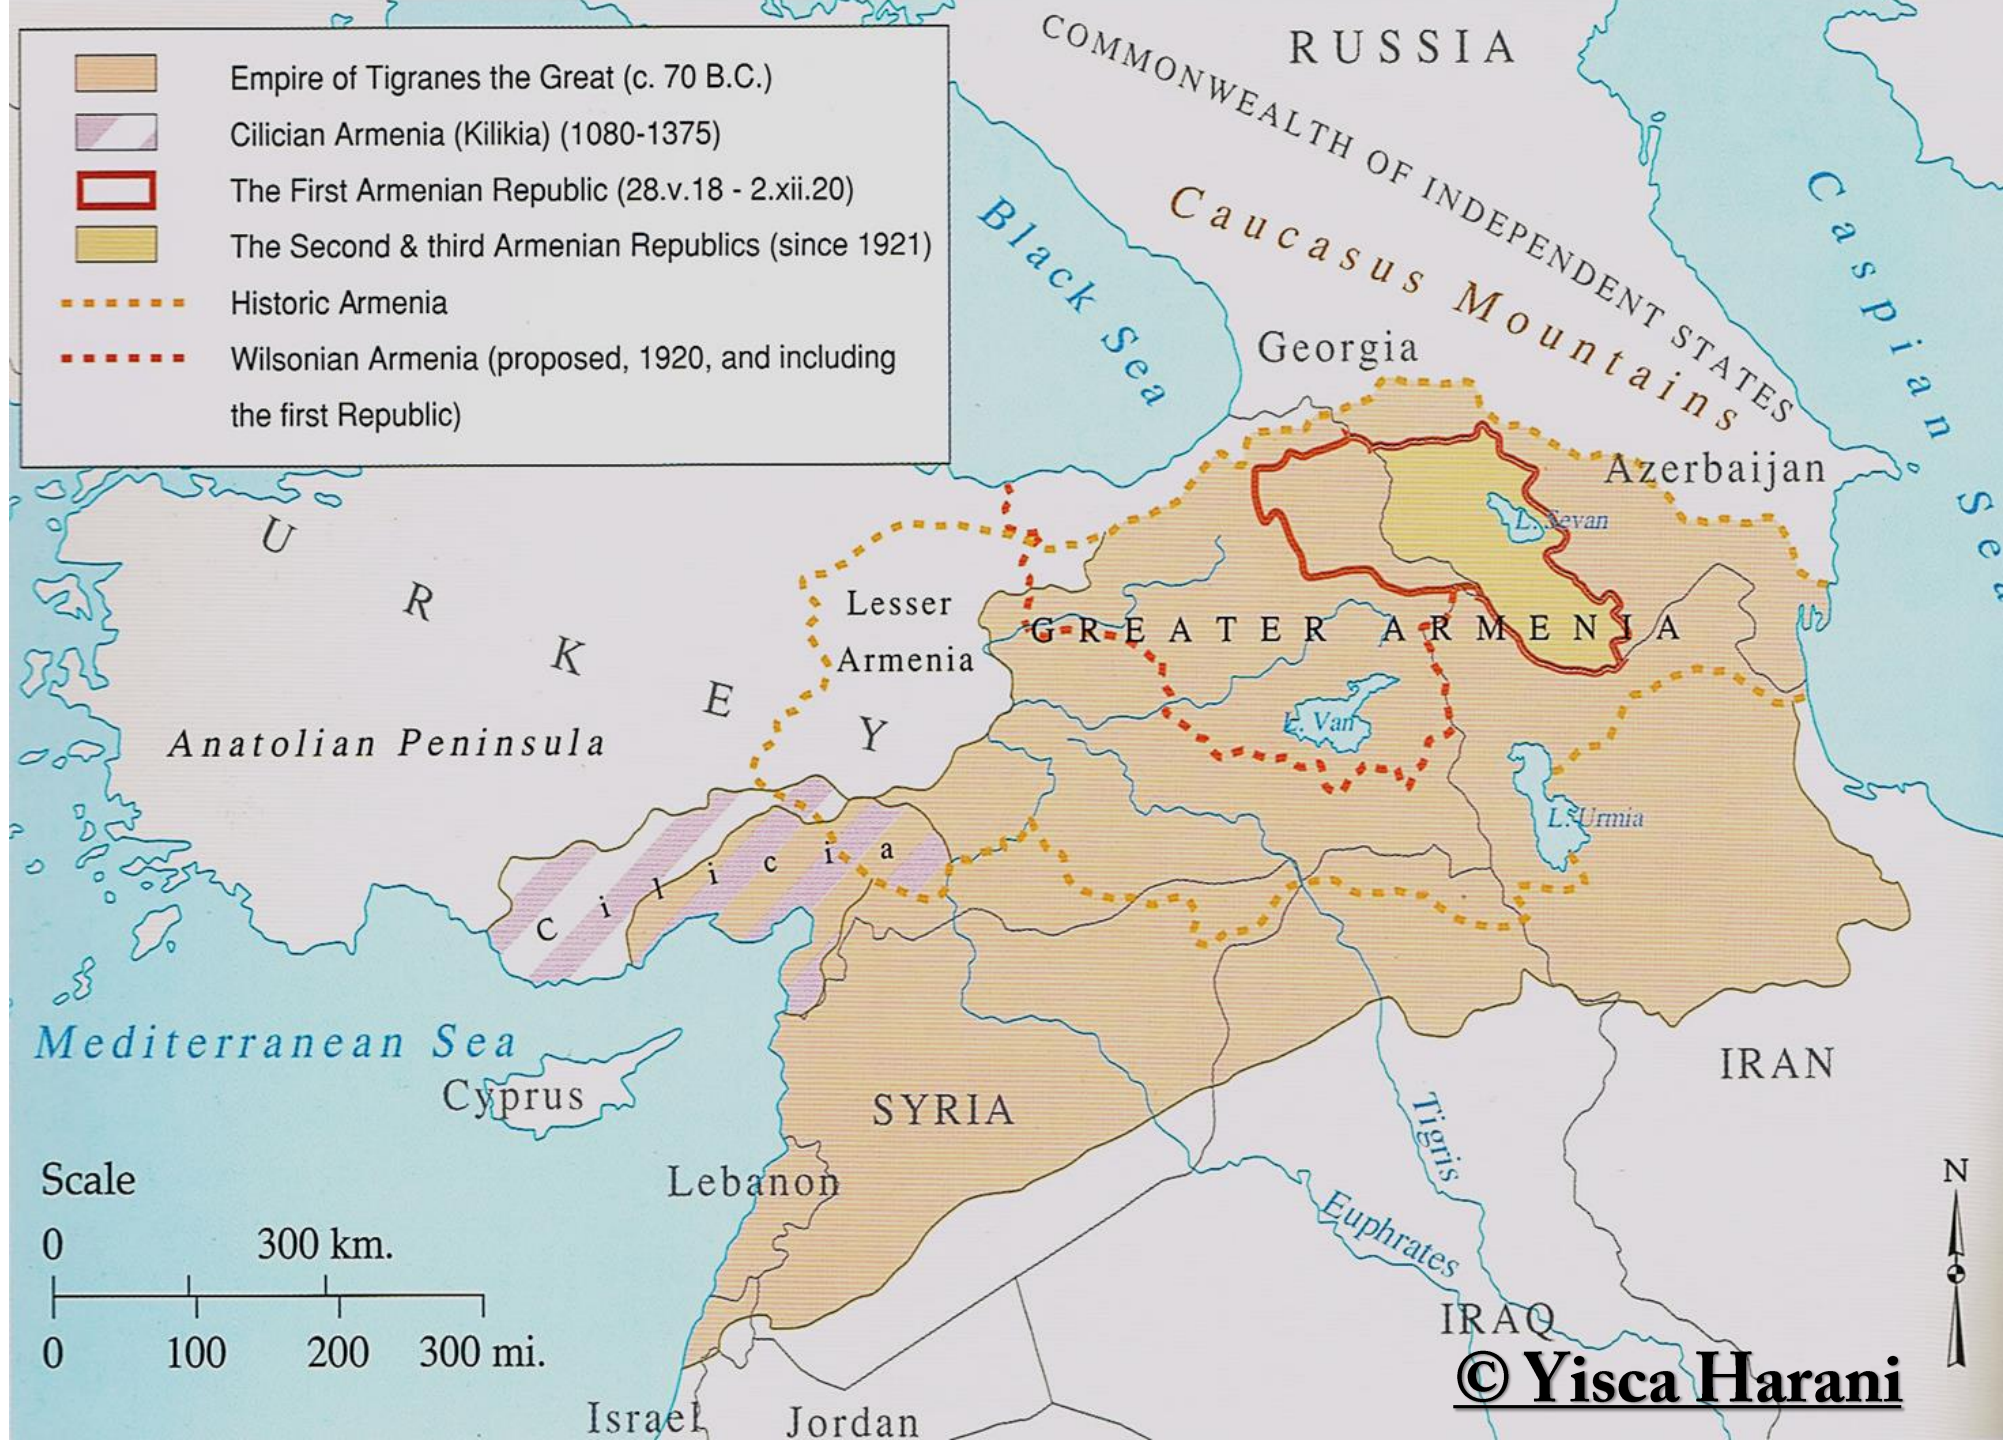 Empire of Tigranes the Great (c. 70 B.C.)
Cilician Armenia (Kilikia) (1080-1375)
The First Armenian Republic (28.v.18 - 2.xii.20)
The Second & third Armenian Republics (since 1921)
Historic Armenia
Wilsonian Armenia (proposed, 1920, and including
the first Republic)
RUSSIA
COMMONWEALTH OF INDEPENDENT STATES
Caucasus Mountains
Caspian Sea
Black Sea
Georgia
Azerbaijan
L. Sevan
URKEY
Lesser
Armenia
GREATER ARMENIA
L. Van
L. Urmia
Anatolian Peninsula
Cilicia
Mediterranean Sea
Cyprus
SYRIA
IRAN
Lebanon
Tigris
Euphrates
IRAQ
Israel
Jordan
Scale
0 300 km.
0 100 200 300 mi.
N
© Yisca Harani